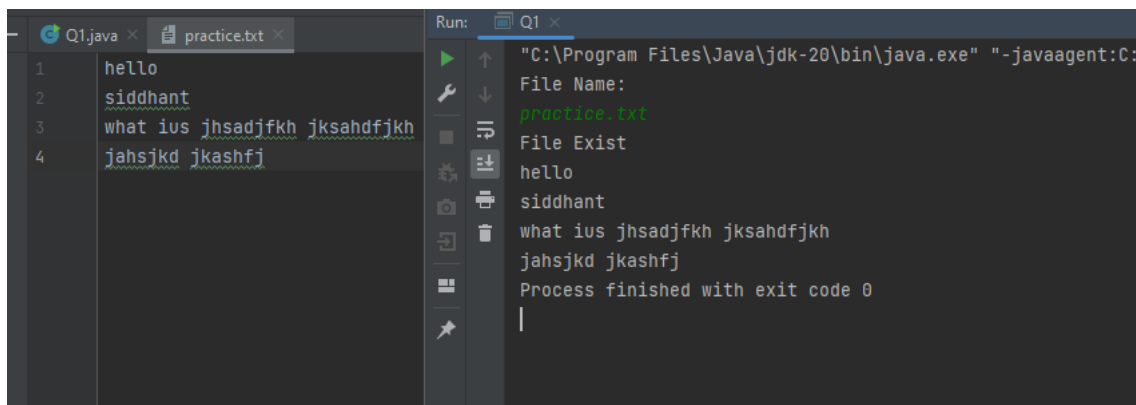 Q1.java
practice.txt
1 hello
2 siddhant
3 what ius jhsadjfkh jksahdfjkh
4 jahsjkd jkashfj
Run: Q1
"C:\Program Files\Java\jdk-20\bin\java.exe" "-javaagent:C:
File Name:
practice.txt
File Exist
hello
siddhant
what ius jhsadjfkh jksahdfjkh
jahsjkd jkashfj
Process finished with exit code 0